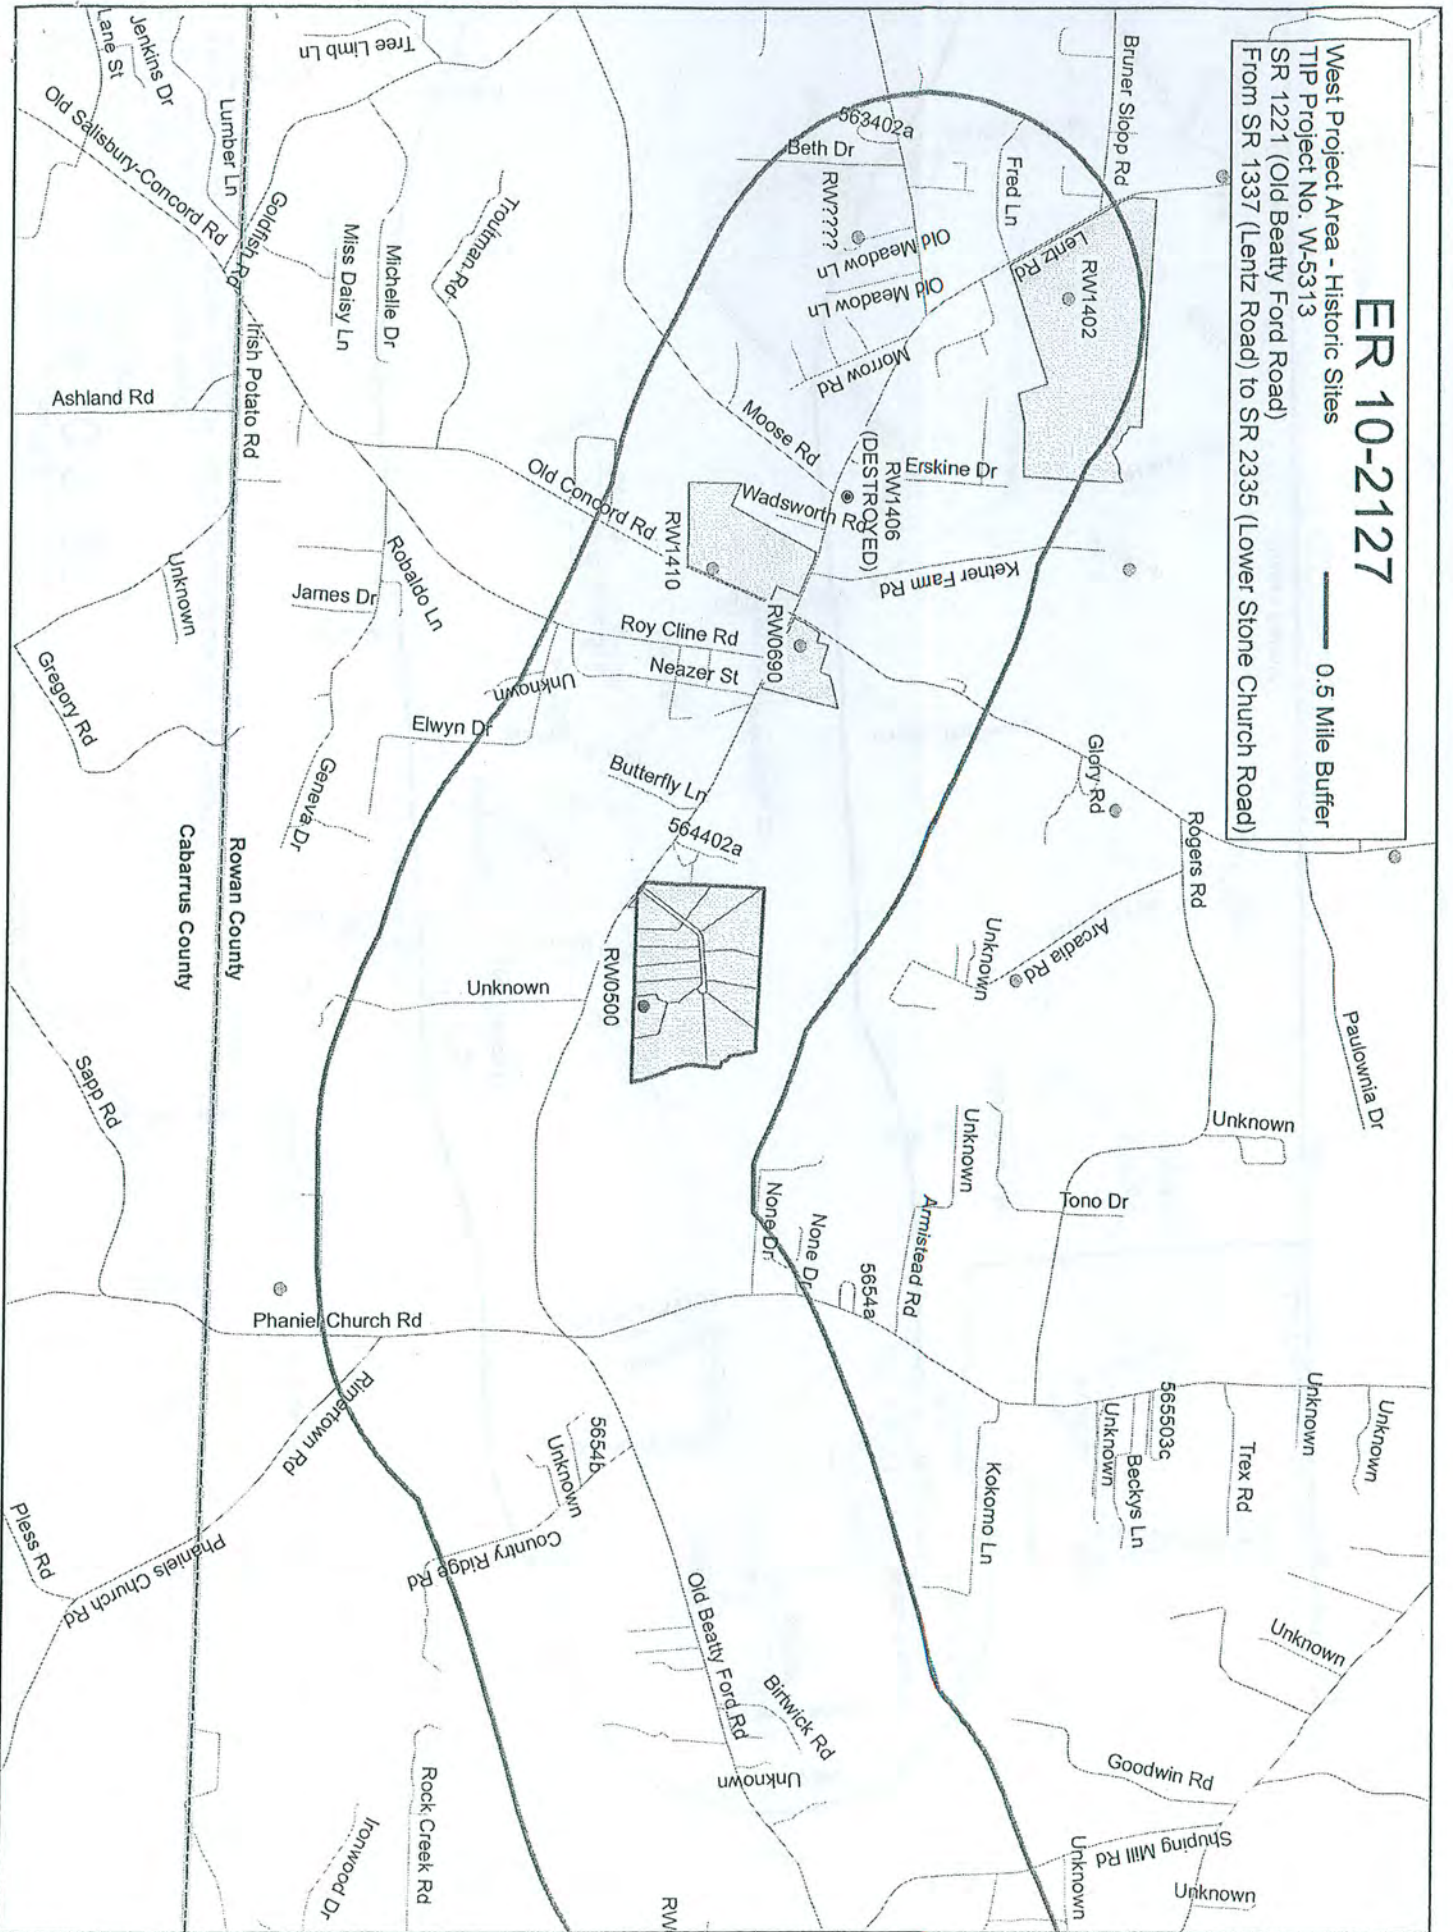 ER 10-2127
West Project Area - Historic Sites
TIP Project No. W-5313
SR 1221 (Old Beatty Ford Road)
From SR 1337 (Lentz Road) to SR 2335 (Lower Stone Church Road)
0.5 Mile Buffer
Bruner Sloop Rd
Tree Limb Ln
Jenkins Dr
Lane St
Lumber Ln
Old Salisbury-Concord Rd
Goldfish Rd
Miss Daisy Ln
Michelle Dr
Troutman Rd
Irish Potato Rd
Ashland Rd
563402a
Beth Dr
RW????
Old Meadow Ln
Old Meadow Ln
Fred Ln
Lentz Rd
RW1402
Morrow Rd
Moose Rd
Erskine Dr
RW1406
(DESTROYED)
Wadsworth Rd
Ketner Farm Rd
Old Concord Rd
RW1410
RW0690
Roy Cline Rd
Neazer St
Unknown
Robaldo Ln
James Dr
Unknown
Gregory Rd
Elwyn Dr
Geneva Dr
Butterfly Ln
564402a
RW0500
Glory Rd
Rogers Rd
Arcadia Rd
Unknown
Paulownia Dr
Rowan County
Cabarrus County
Unknown
Sapp Rd
Unknown
Unknown
Tono Dr
Armistead Rd
None Dr
None Dr
5654a
Phaniel Church Rd
Rimertown Rd
5654b
Unknown
Country Ridge Rd
Phaniels Church Rd
Pless Rd
Unknown
Unknown
565503c
Trex Rd
Beckys Ln
Unknown
Kokomo Ln
Unknown
Old Beatty Ford Rd
Birtwick Rd
Unknown
Goodwin Rd
Shuping Mill Rd
Unknown
Unknown
Rock Creek Rd
Ironwood Dr
RW